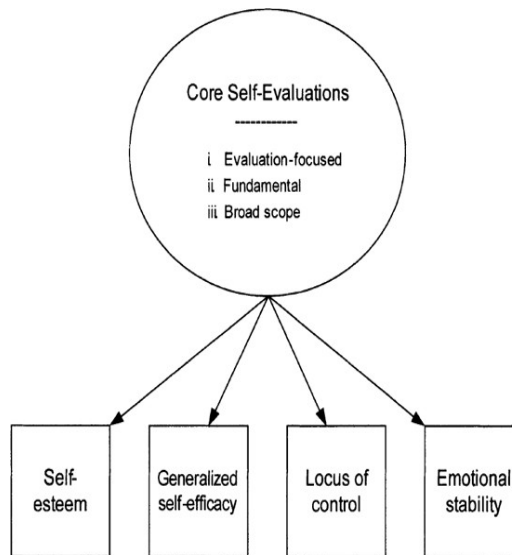 Core Self-Evaluations
------------
i. Evaluation-focused
ii. Fundamental
iii. Broad scope
Self-
esteem
Generalized
self-efficacy
Locus of
control
Emotional
stability